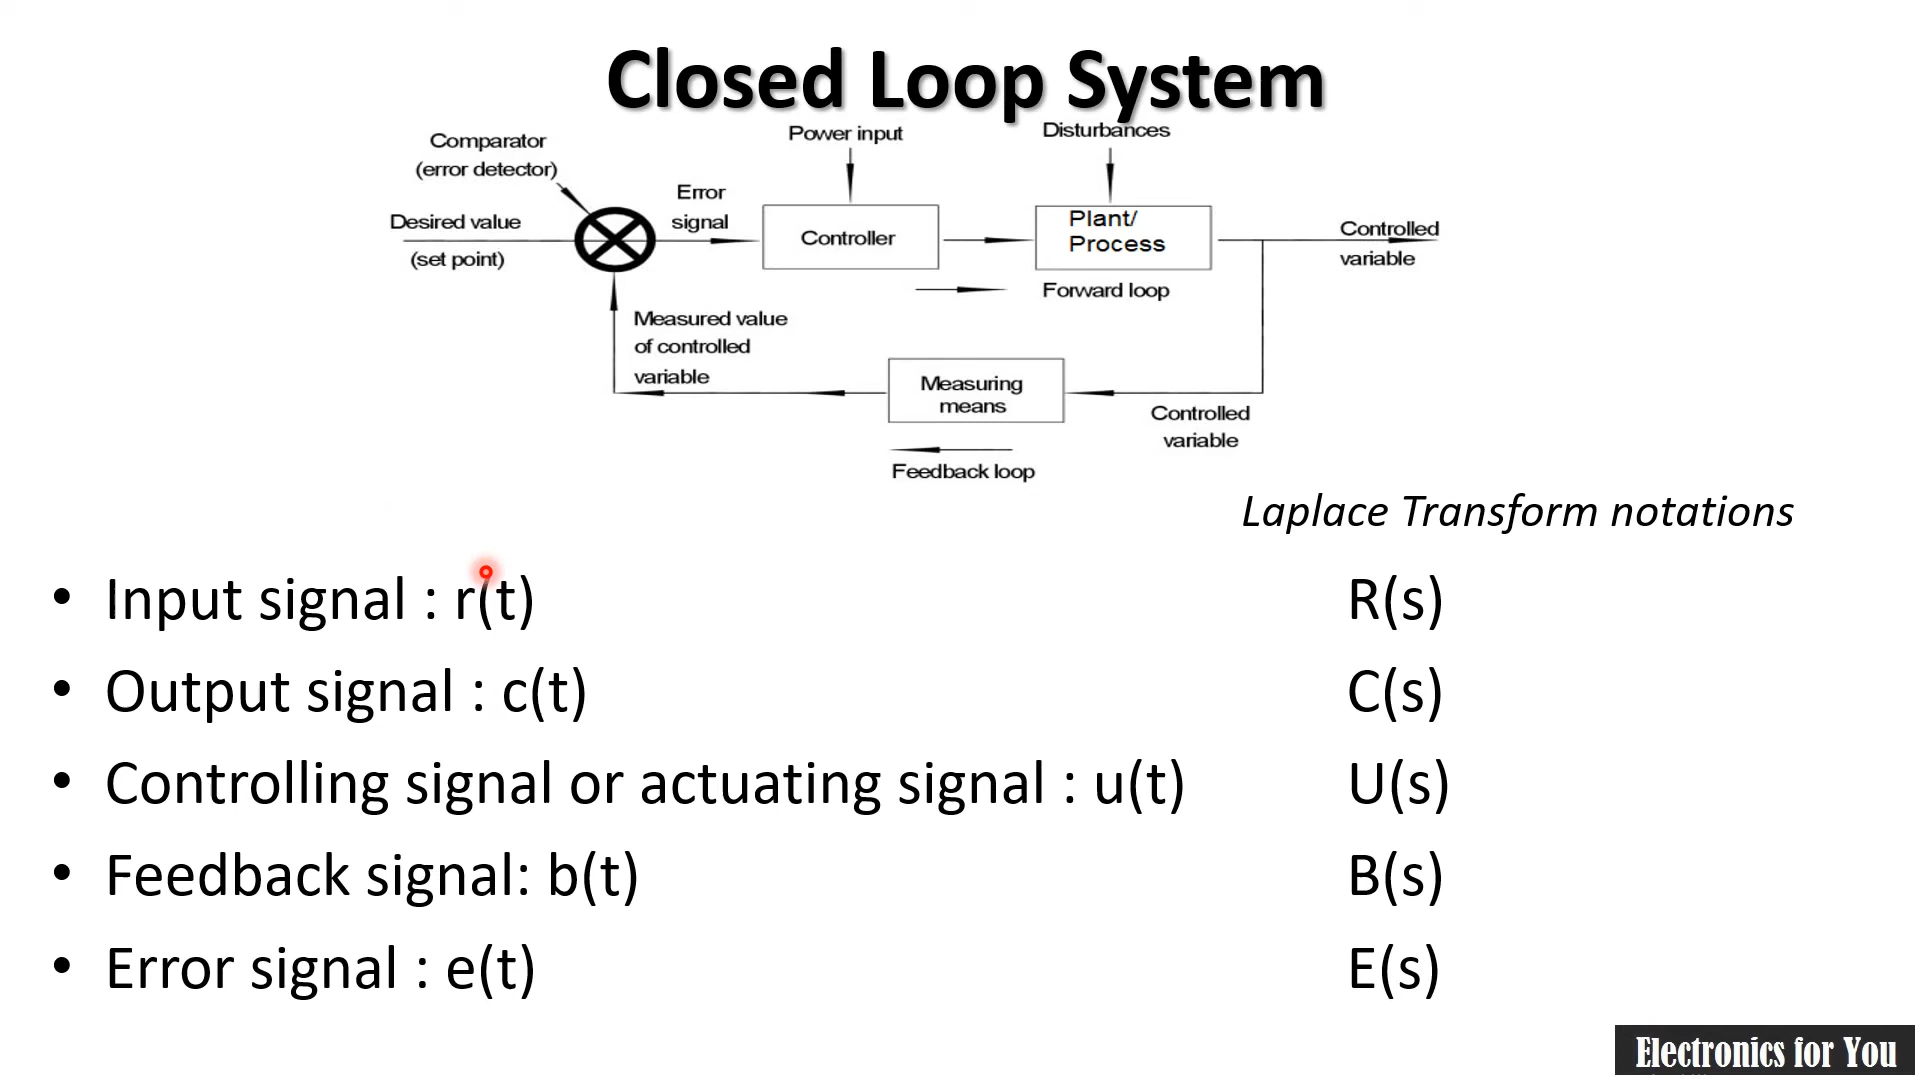 Closed Loop System
Comparator
(error detector)
Power input
Disturbances
Desired value
(set point)
Error
signal
Controller
Plant/
Process
Controlled
variable
Forward loop
Measured value
of controlled
variable
Measuring
means
Controlled
variable
Feedback loop
Laplace Transform notations
• Input signal : r(t) R(s)
• Output signal : c(t) C(s)
• Controlling signal or actuating signal : u(t) U(s)
• Feedback signal: b(t) B(s)
• Error signal : e(t) E(s)
Electronics for You